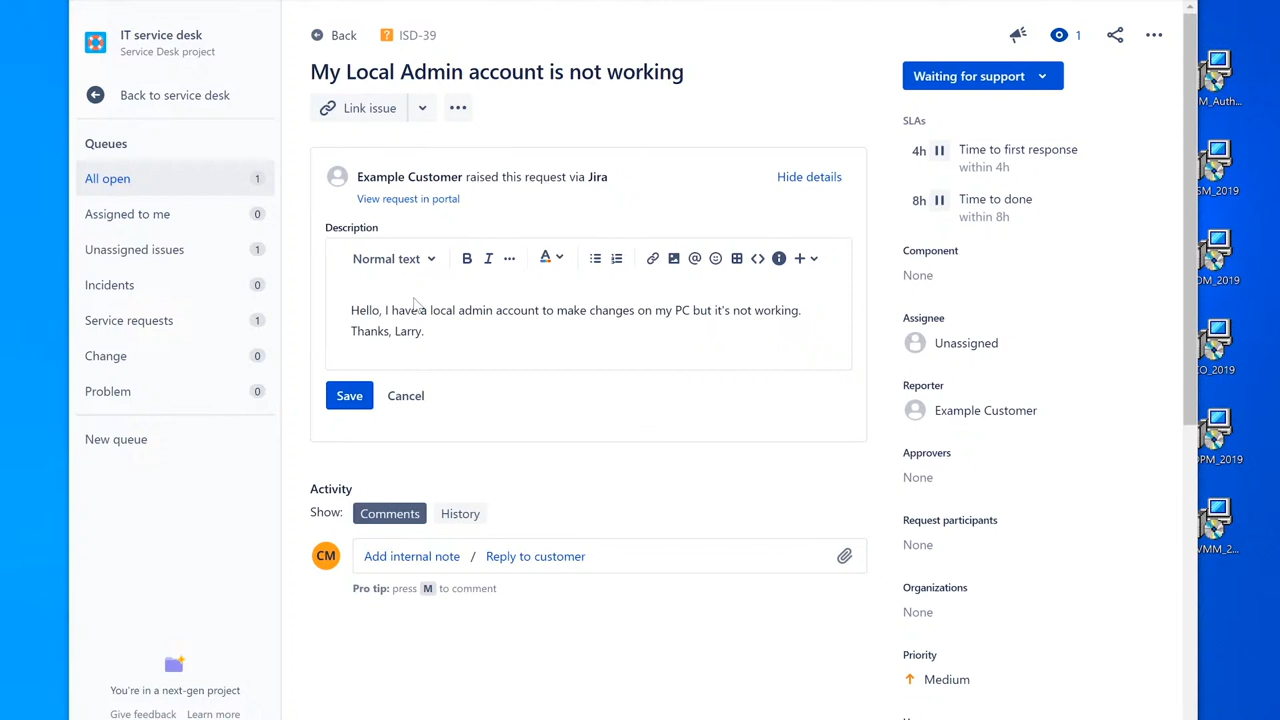 IT service desk
Service Desk project
Back to service desk
Queues
All open 1
Assigned to me 0
Unassigned issues 1
Incidents 0
Service requests 1
Change 0
Problem 0
New queue
You're in a next-gen project
Give feedback Learn more
Back ISD-39
My Local Admin account is not working
Link issue
Example Customer raised this request via Jira Hide details
View request in portal
Description
Normal text B I A
Hello, I have a local admin account to make changes on my PC but it's not working.
Thanks, Larry.
Save Cancel
Activity
Show: Comments History
CM Add internal note / Reply to customer
Pro tip: press M to comment
1
Waiting for support
SLAs
4h Time to first response
within 4h
8h Time to done
within 8h
Component
None
Assignee
Unassigned
Reporter
Example Customer
Approvers
None
Request participants
None
Organizations
None
Priority
Medium
M_Auth...
SM_2019
OM_2019
CO_2019
DPM_2019
VMM_2...